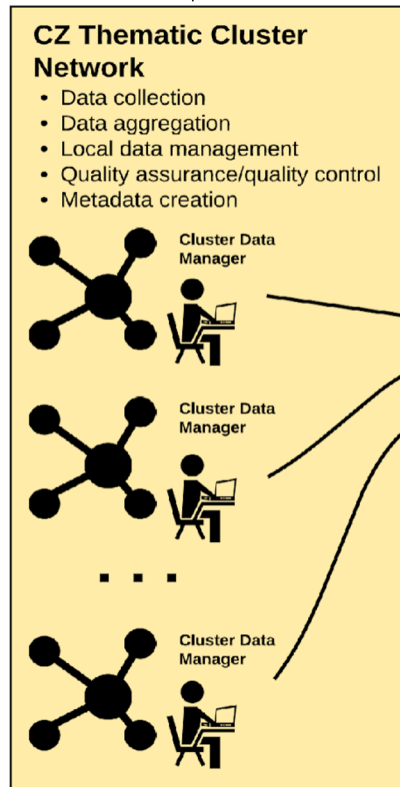 CZ Thematic Cluster
Network
• Data collection
• Data aggregation
• Local data management
• Quality assurance/quality control
• Metadata creation
Cluster Data
Manager
Cluster Data
Manager
. . .
Cluster Data
Manager